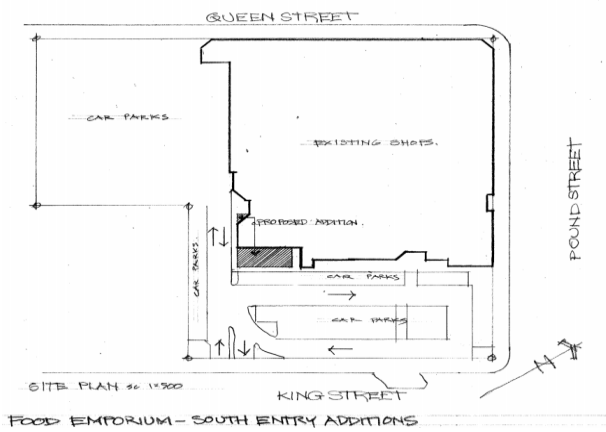 QUEEN STREET
CAR PARKS
EXISTING SHOPS.
POUND STREET
PROPOSED ADDITION.
CAR PARKS
CAR PARKS
CAR PARKS
N
SITE PLAN SC 1:500
KING STREET
FOOD EMPORIUM - SOUTH ENTRY ADDITIONS